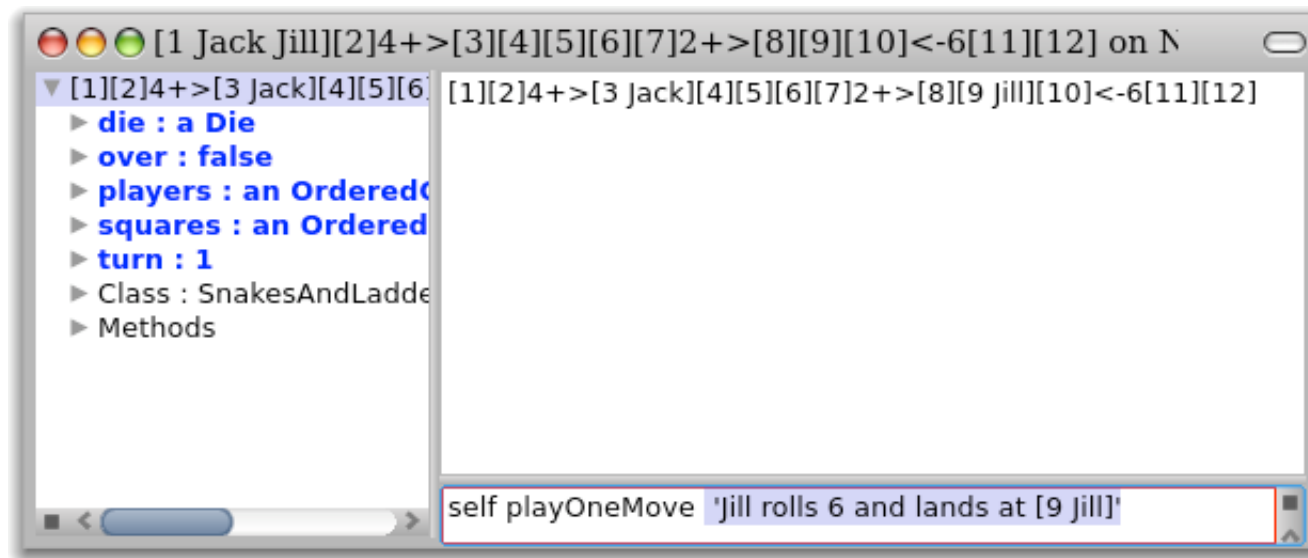 [1 Jack Jill][2]4+>[3][4][5][6][7]2+>[8][9][10]<-6[11][12] on N
[1][2]4+>[3 Jack][4][5][6]
die : a Die
over : false
players : an Ordered
squares : an Ordered
turn : 1
Class : SnakesAndLadde
Methods
[1][2]4+>[3 Jack][4][5][6][7]2+>[8][9 Jill][10]<-6[11][12]
self playOneMove 'Jill rolls 6 and lands at [9 Jill]'